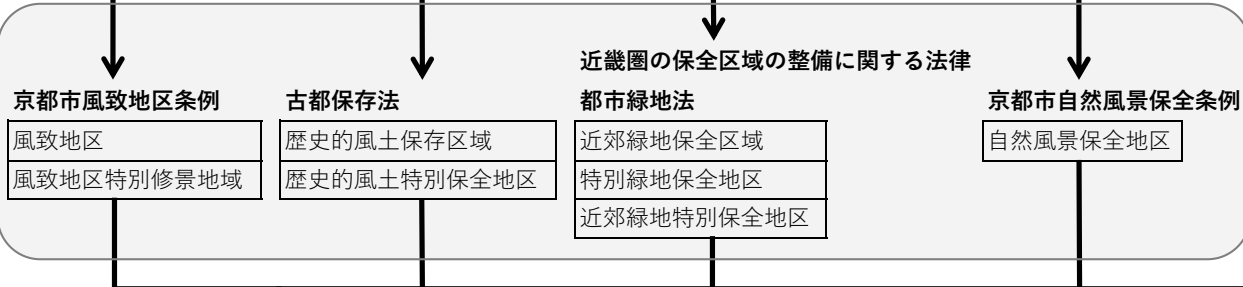 近畿圏の保全区域の整備に関する法律
京都市風致地区条例
古都保存法
都市緑地法
京都市自然風景保全条例
風致地区
風致地区特別修景地域
歴史的風土保存区域
歴史的風土特別保全地区
近郊緑地保全区域
特別緑地保全地区
近郊緑地特別保全地区
自然風景保全地区